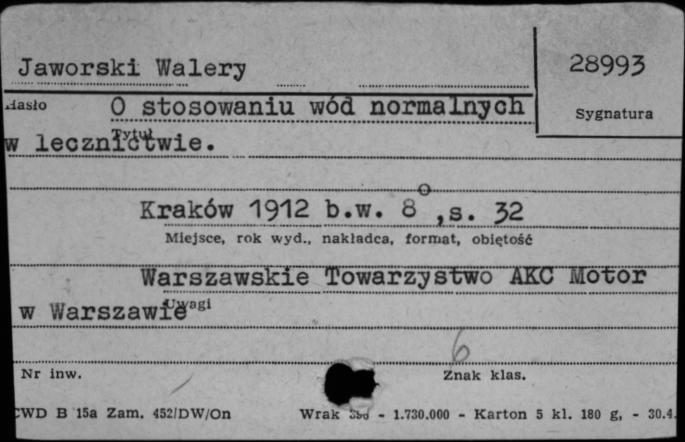 Jaworski Walery
28993
Hasło
O stosowaniu wód normalnych
Sygnatura
Tytuł
w lecznictwie.
Kraków 1912 b.w. 8°, s. 32
Miejsce, rok wyd., nakładca, format, objętość
Warszawskie Towarzystwo AKC Motor
w Warszawie
Uwagi
6
Nr inw.
Znak klas.
CWD B 15a Zam. 452/DW/On
Wrak - 1.730.000 - Karton 5 kl. 180 g, - 30.4.